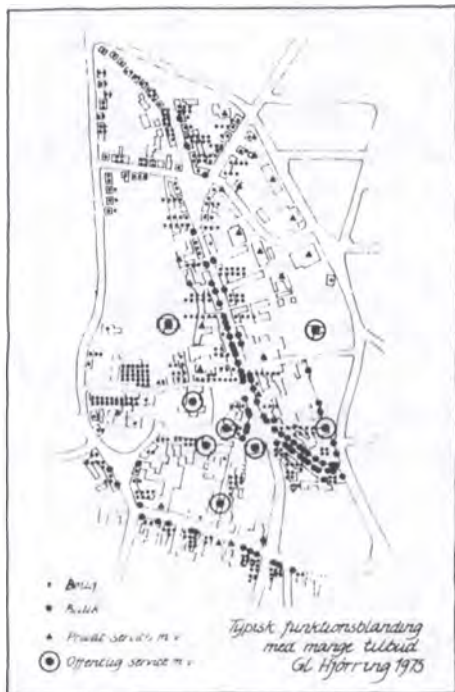 Bolig
Butik
Privat service m.v.
Offentlig service m.v.
Typisk funktionsblanding
med mange tilbud
Gl. Hjørring 1975